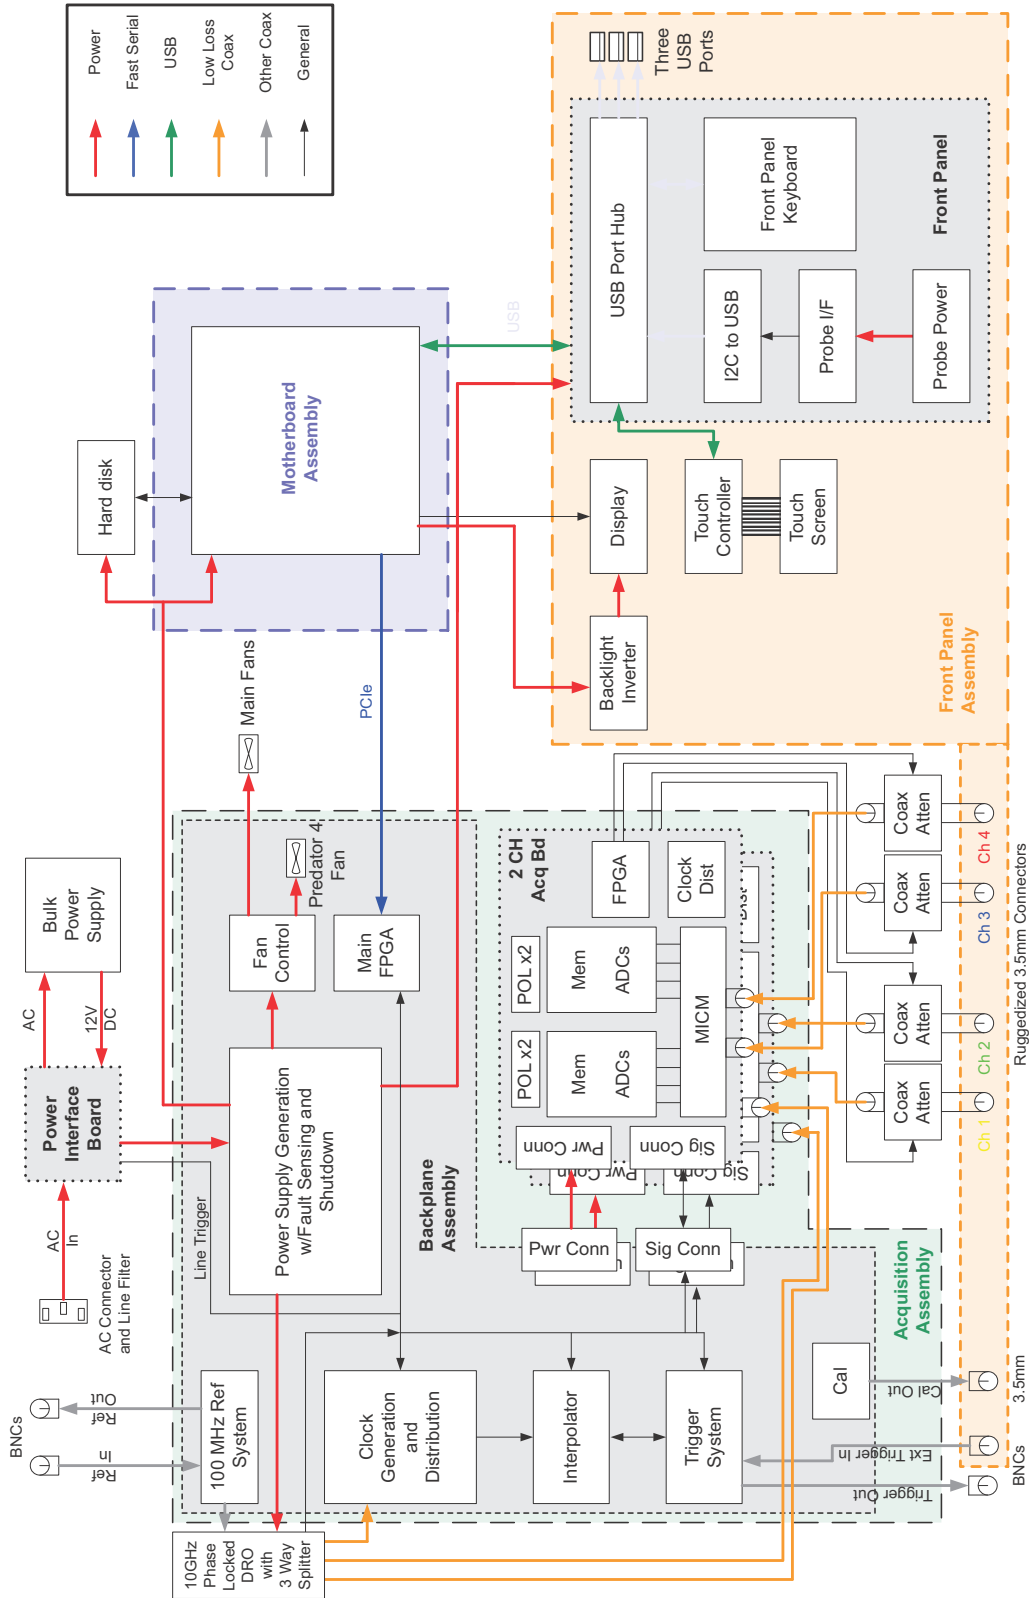 Power
Fast Serial
USB
Low Loss
Coax
Other Coax
General
BNCs
Ref
In
Ref
Out
AC Connector
and Line Filter
AC
In
Power
Interface
Board
AC
12V
DC
Bulk
Power
Supply
Main Fans
Hard disk
Motherboard
Assembly
USB
PCIe
10GHz
Phase
Locked
DRO
with
3 Way
Splitter
100 MHz Ref
System
Line Trigger
Power Supply Generation
w/Fault Sensing and
Shutdown
Fan
Control
Predator 4
Fan
Main
FPGA
Backplane
Assembly
Clock
Generation
and
Distribution
Interpolator
Trigger
System
Cal
Cal Out
Ext Trigger In
Trigger
Out
Acquisition
Assembly
Pwr Conn
Sig Conn
Pwr Conn
Sig Conn
Pwr Conn
Sig Conn
2 CH
Acq Bd
POL x2
POL x2
Mem
ADCs
Mem
ADCs
MICM
FPGA
Clock
Dist
Dist
Coax
Atten
Coax
Atten
Coax
Atten
Coax
Atten
Ch 1
Ch 2
Ch 3
Ch 4
BNCs
3.5mm
Ruggedized 3.5mm Connectors
Backlight
Inverter
Display
Touch
Controller
Touch
Screen
Front Panel
Assembly
USB Port Hub
I2C to USB
Probe I/F
Probe Power
Front Panel
Keyboard
Front Panel
Three
USB
Ports